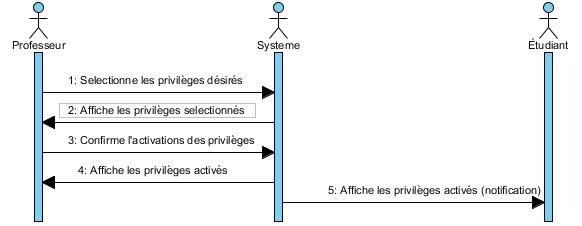 Professeur
Systeme
Étudiant
1: Selectionne les privilèges désirés
2: Affiche les privilèges selectionnés
3: Confirme l'activations des privilèges
4: Affiche les privilèges activés
5: Affiche les privilèges activés (notification)